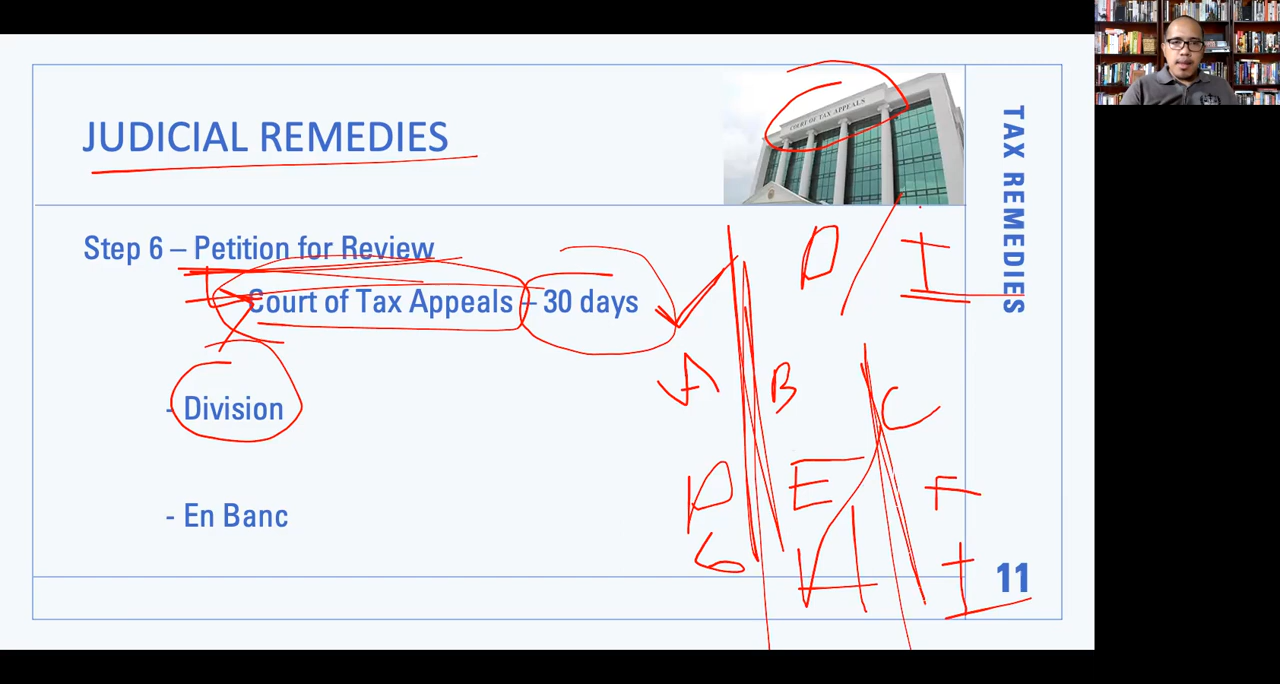 COURT OF TAX APPEALS
JUDICIAL REMEDIES
TAX REMEDIES
Step 6 – Petition for Review
Court of Tax Appeals – 30 days
- Division
- En Banc
D / I
A B C
D E F
G H I
11